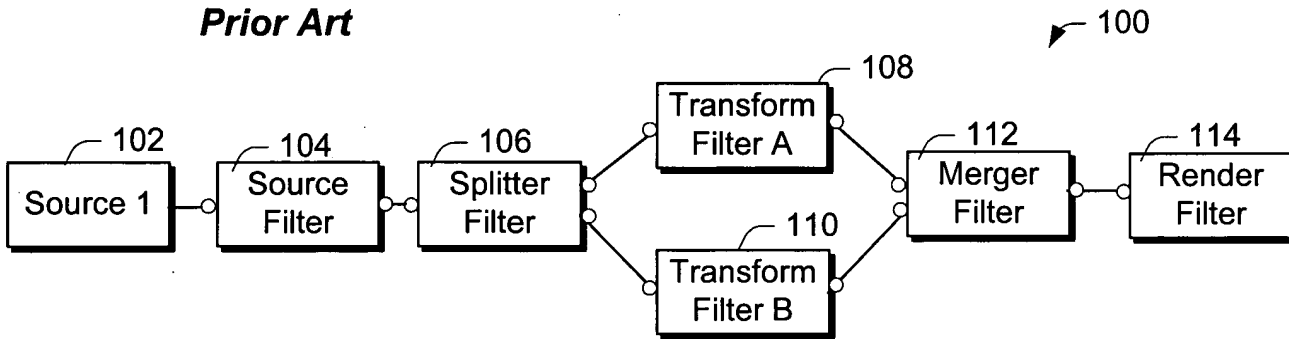 Prior Art
100
108
Transform
Filter A
102
Source 1
104
Source
Filter
106
Splitter
Filter
110
Transform
Filter B
112
Merger
Filter
114
Render
Filter